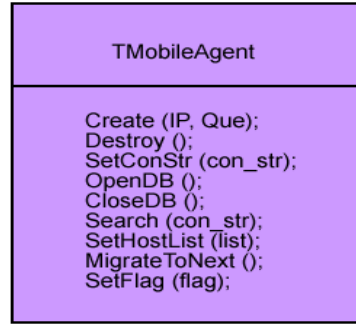 TMobileAgent
Create (IP, Que);
Destroy ();
SetConStr (con_str);
OpenDB ();
CloseDB ();
Search (con_str);
SetHostList (list);
MigrateToNext ();
SetFlag (flag);